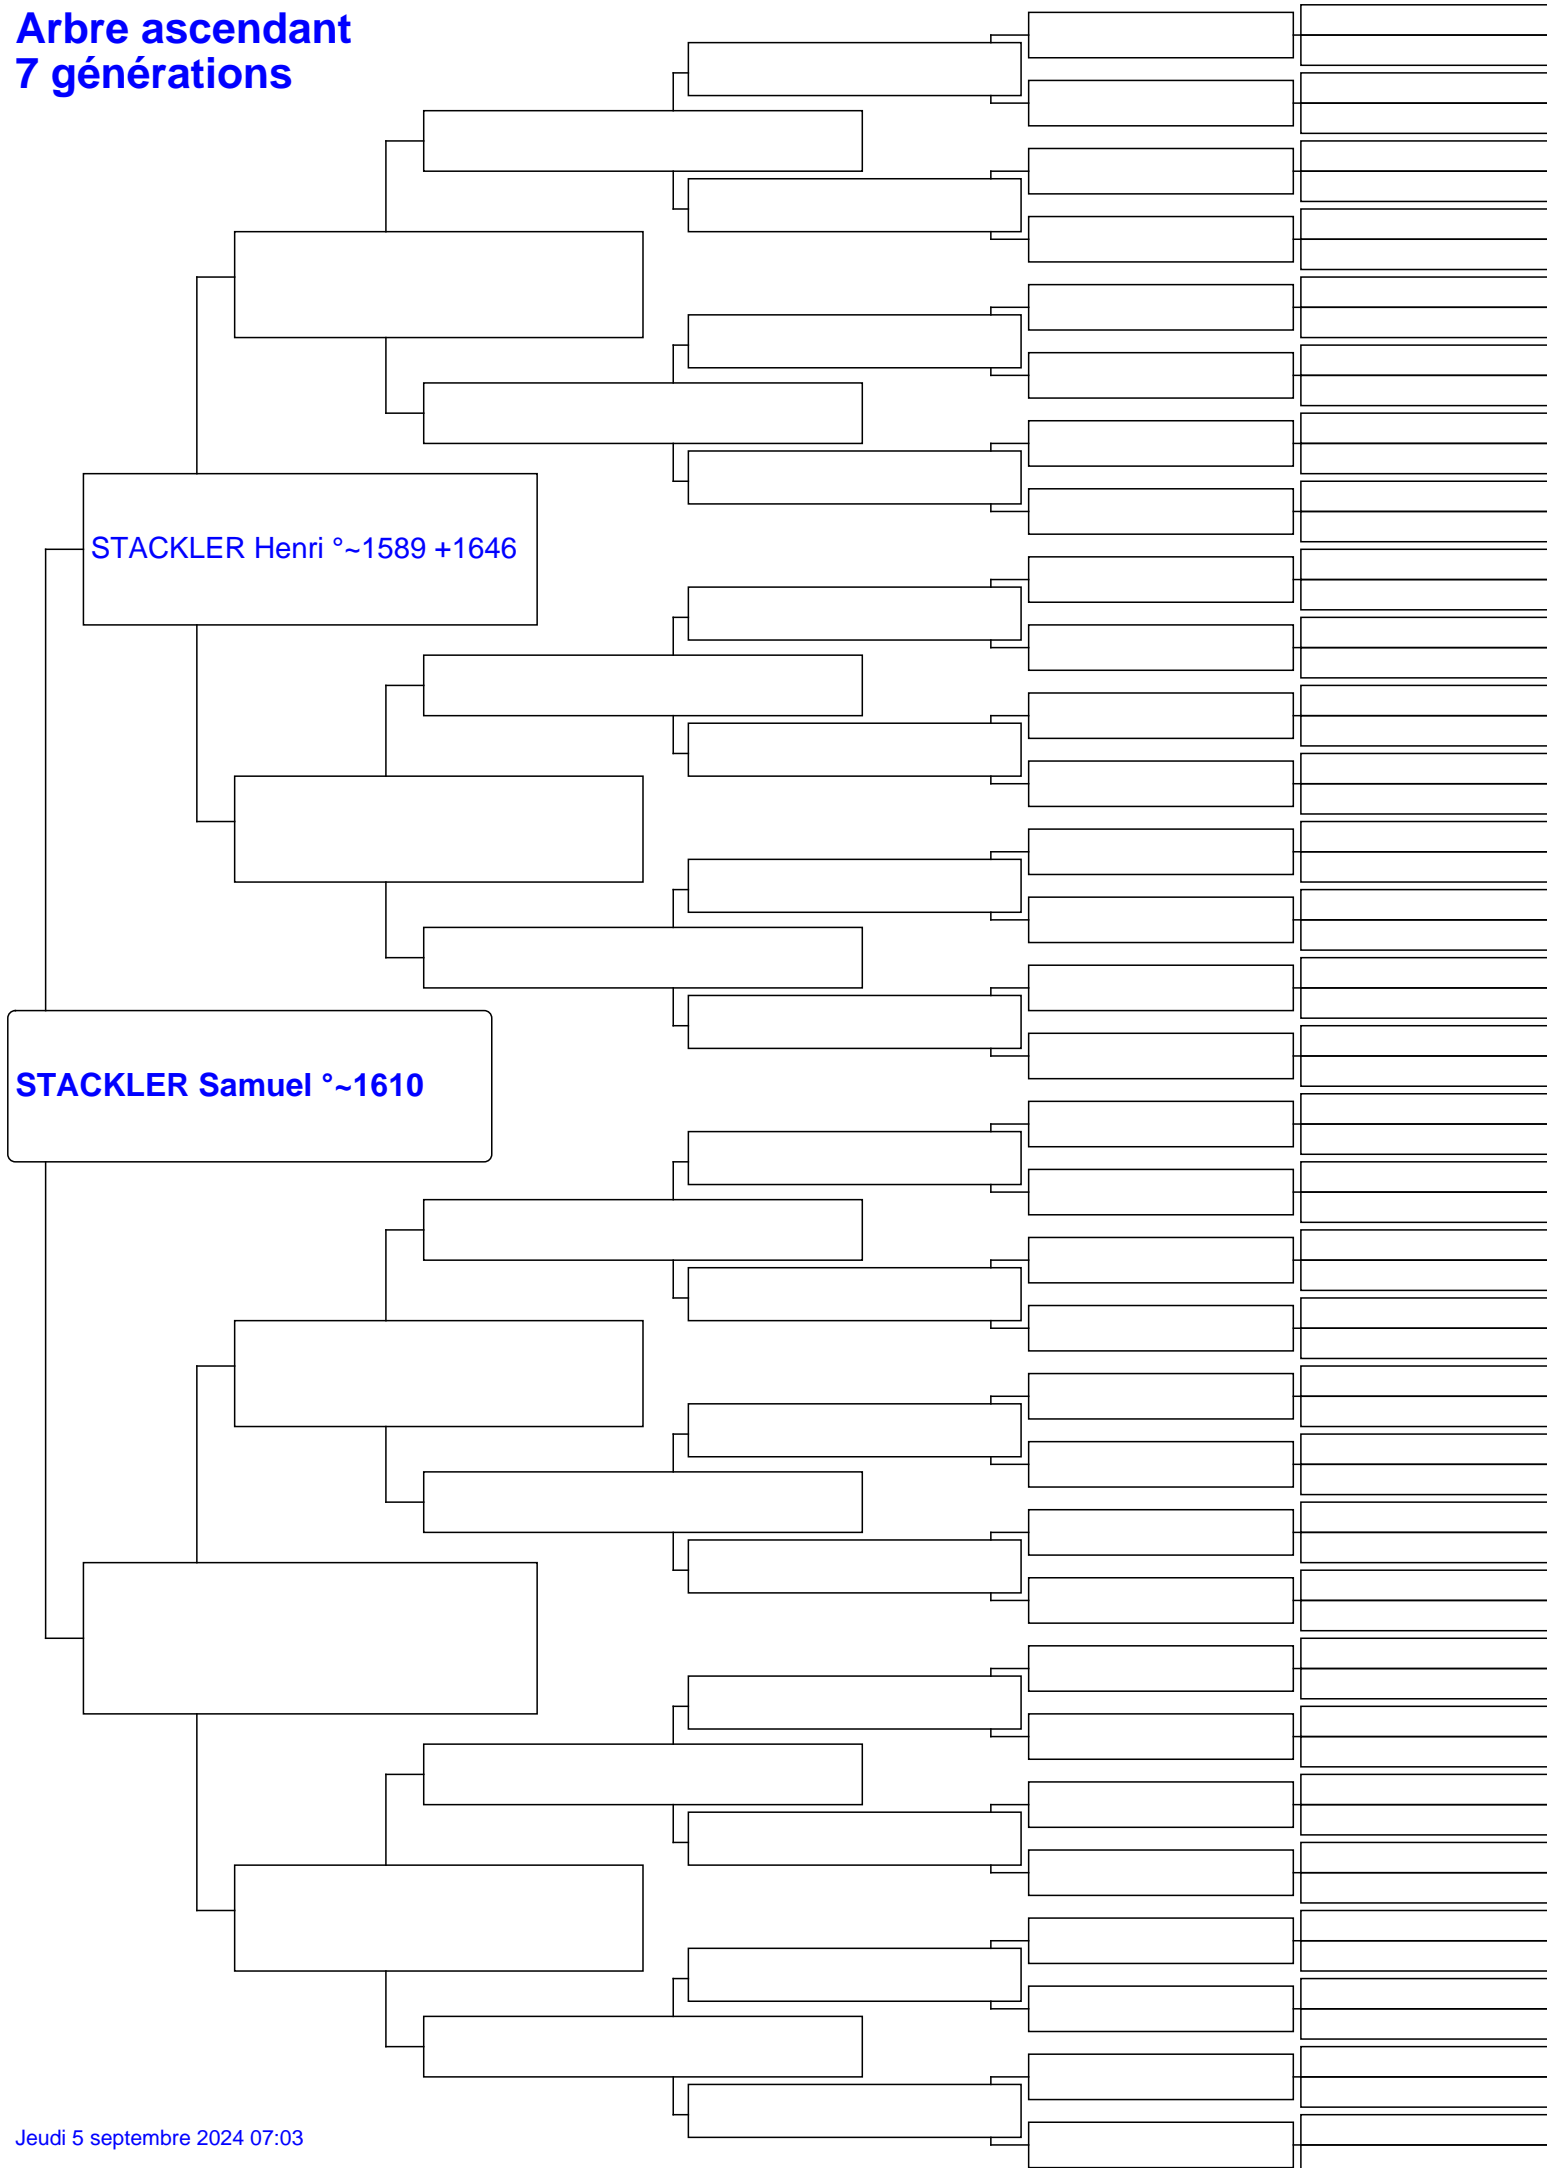 Arbre ascendant
7 générations
STACKLER Henri °~1589 +1646
STACKLER Samuel °~1610
Jeudi 5 septembre 2024 07:03